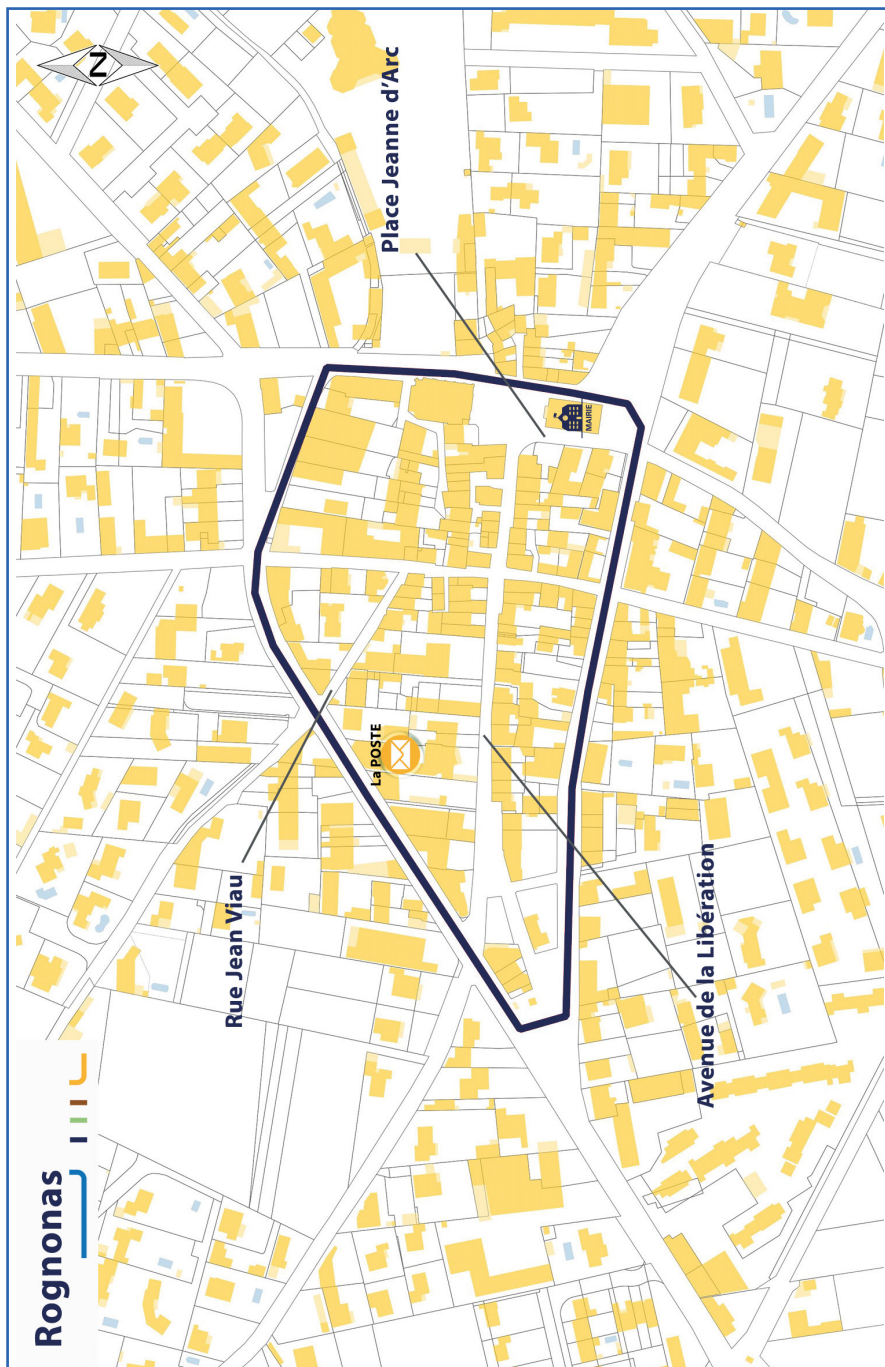 Rognonas
Rue Jean Viau
La POSTE
Place Jeanne d'Arc
MAIRIE
Avenue de la Libération
N